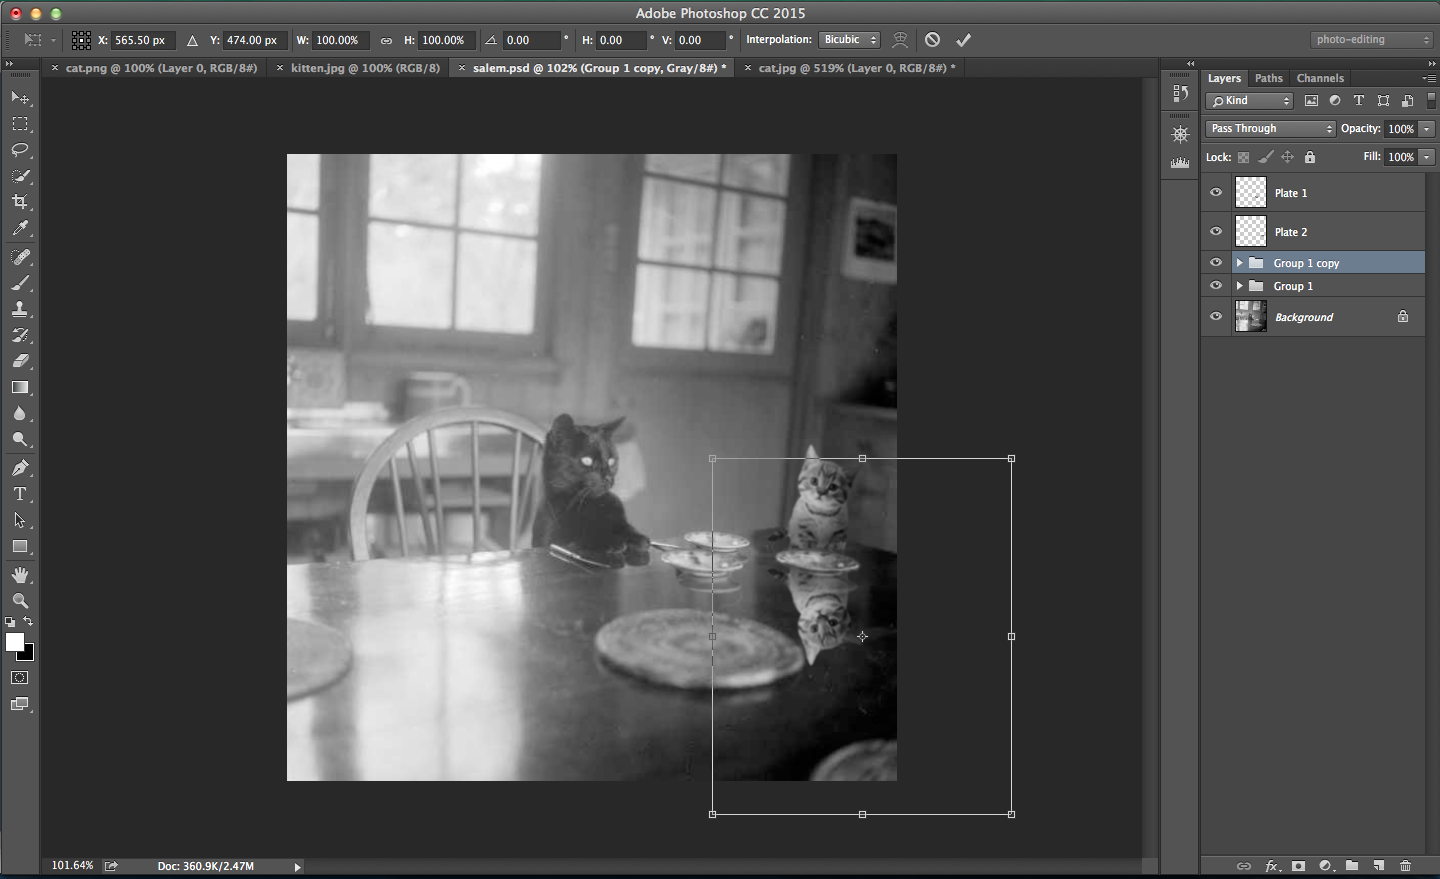 Adobe Photoshop CC 2015
X: 565.50 px Y: 474.00 px W: 100.00% H: 100.00% 0.00 ° H: 0.00 ° V: 0.00 ° Interpolation: Bicubic photo-editing
× cat.png @ 100% (Layer 0, RGB/8#) × kitten.jpg @ 100% (RGB/8) × salem.psd @ 102% (Group 1 copy, Gray/8#) * × cat.jpg @ 519% (Layer 0, RGB/8#) *
Layers Paths Channels
Kind
Pass Through Opacity: 100%
Lock: Fill: 100%
Plate 1
Plate 2
Group 1 copy
Group 1
Background
101.64% Doc: 360.9K/2.47M
fx